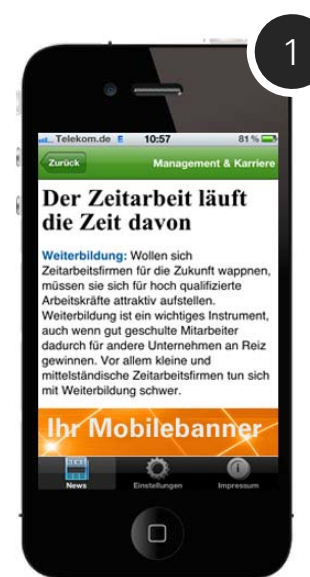 1
Telekom.de E 10:57 81 %
Zurück Management & Karriere
Der Zeitarbeit läuft
die Zeit davon
Weiterbildung: Wollen sich
Zeitarbeitsfirmen für die Zukunft wappnen,
müssen sie sich für hoch qualifizierte
Arbeitskräfte attraktiv aufstellen.
Weiterbildung ist ein wichtiges Instrument,
auch wenn gut geschulte Mitarbeiter
dadurch für andere Unternehmen an Reiz
gewinnen. Vor allem kleine und
mittelständische Zeitarbeitsfirmen tun sich
mit Weiterbildung schwer.
Ihr Mobilebanner
News Einstellungen Impressum